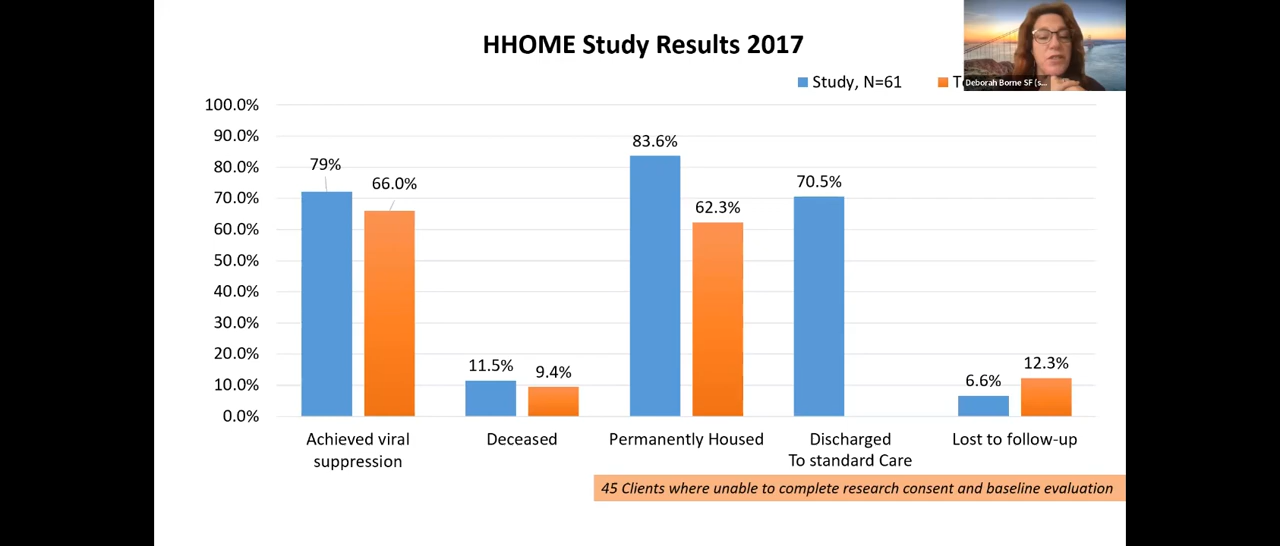 HHOME Study Results 2017
Study, N=61
Deborah Borne SF (s...
100.0%
90.0%
80.0%
70.0%
60.0%
50.0%
40.0%
30.0%
20.0%
10.0%
0.0%
79%
66.0%
11.5%
9.4%
83.6%
62.3%
70.5%
6.6%
12.3%
Achieved viral
suppression
Deceased
Permanently Housed
Discharged
To standard Care
Lost to follow-up
45 Clients where unable to complete research consent and baseline evaluation